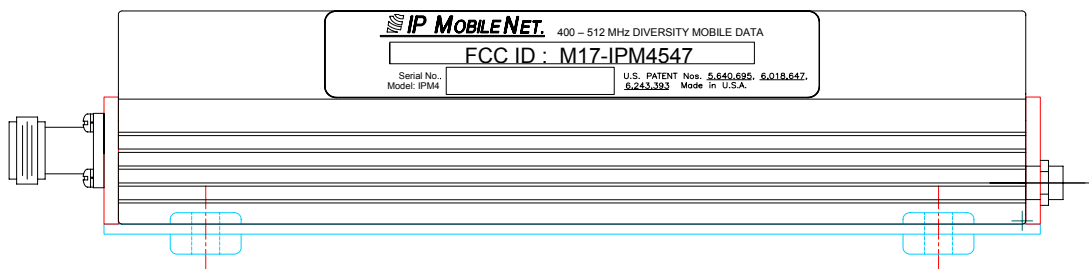 IP MOBILENET. 400 – 512 MHz DIVERSITY MOBILE DATA
FCC ID : M17-IPM4547
Serial No.. U.S. PATENT Nos. 5,640,695, 6,018,647,
Model: IPM4 6,243,393 Made in U.S.A.